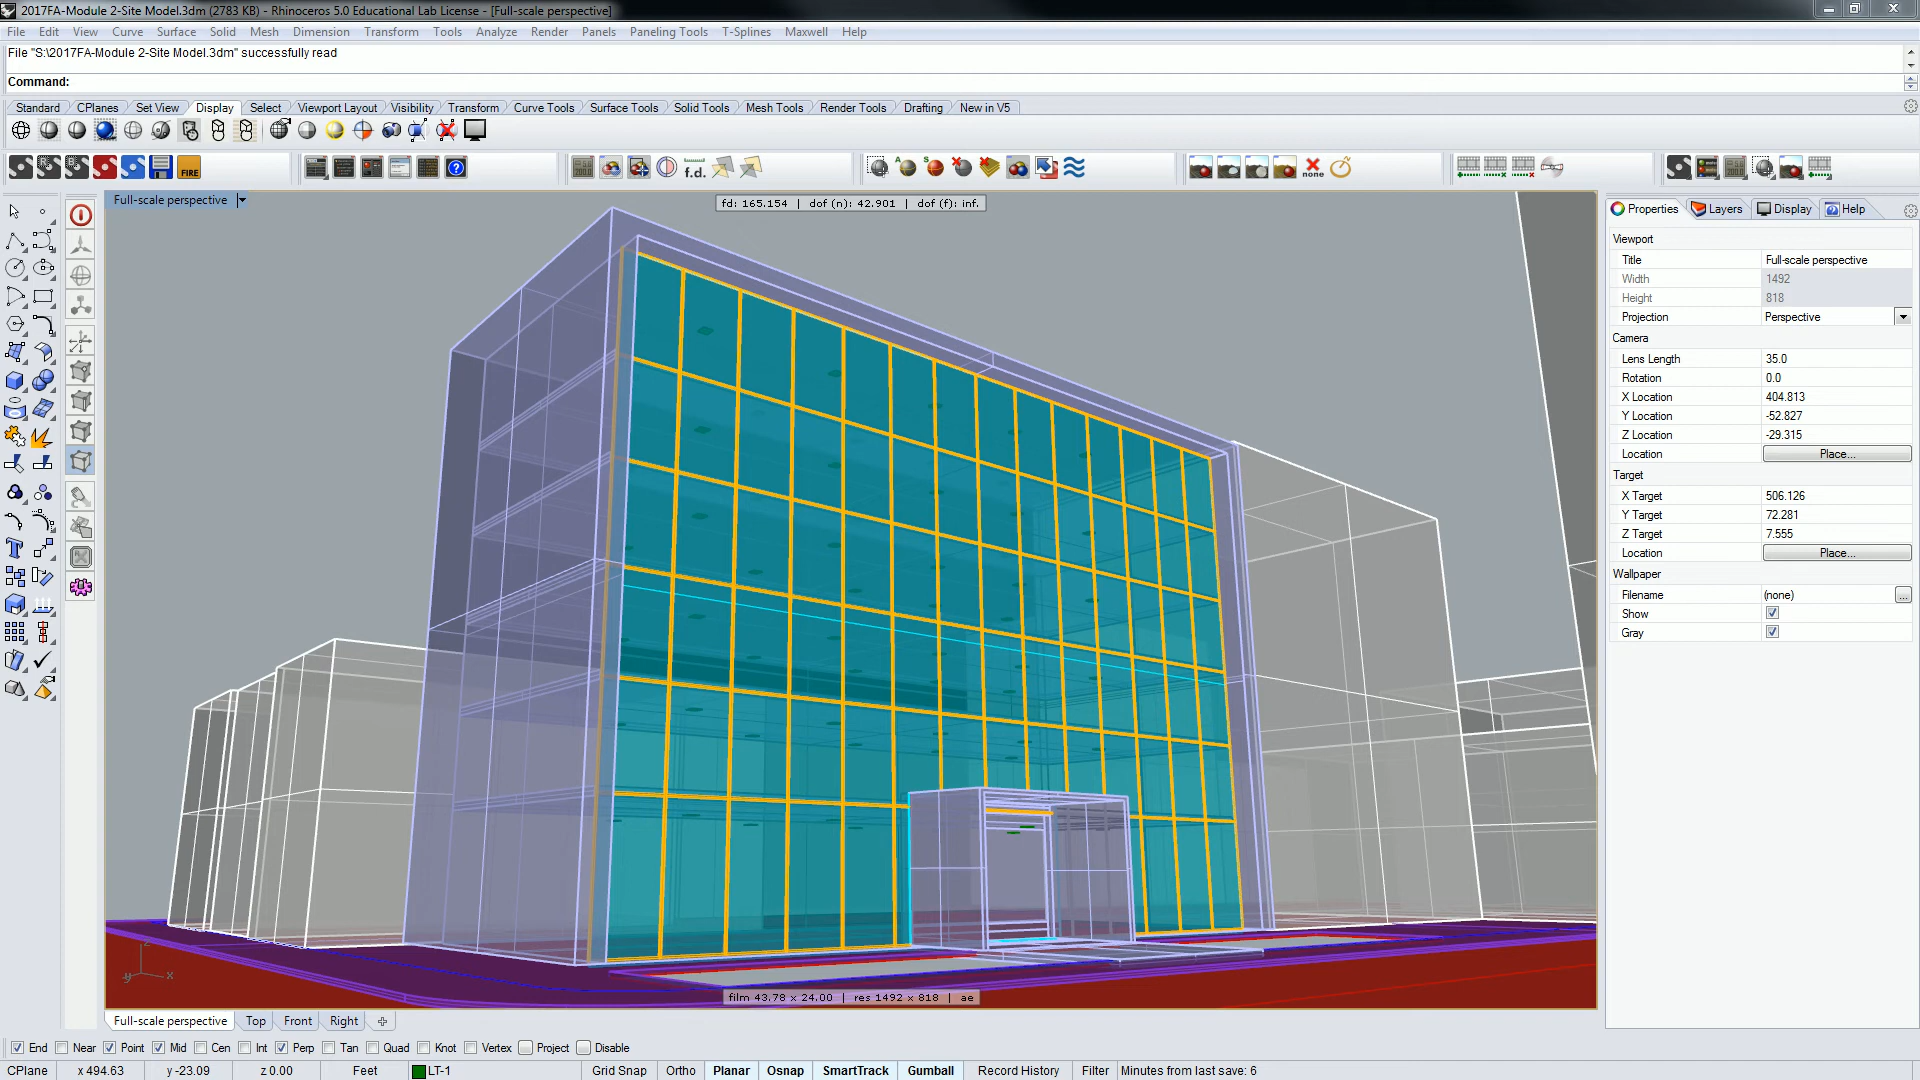 2017FA-Module 2-Site Model.3dm (2783 KB) - Rhinoceros 5.0 Educational Lab License - [Full-scale perspective]
File Edit View Curve Surface Solid Mesh Dimension Transform Tools Analyze Render Panels Paneling Tools T-Splines Maxwell Help
File "S:\2017FA-Module 2-Site Model.3dm" successfully read
Command:
Standard CPlanes Set View Display Select Viewport Layout Visibility Transform Curve Tools Surface Tools Solid Tools Mesh Tools Render Tools Drafting New in V5
FIRE f.d. none
Full-scale perspective
fd: 165.154 | dof (n): 42.901 | dof (f): inf.
Properties Layers Display Help
Viewport
Title Full-scale perspective
Width 1492
Height 818
Projection Perspective
Camera
Lens Length 35.0
Rotation 0.0
X Location 404.813
Y Location -52.827
Z Location -29.315
Location Place...
Target
X Target 506.126
Y Target 72.281
Z Target 7.555
Location Place...
Wallpaper
Filename (none) ...
Show
Gray
z
y x
film 43.78 x 24.00 | res 1492 x 818 | ae
Full-scale perspective Top Front Right
End Near Point Mid Cen Int Perp Tan Quad Knot Vertex Project Disable
CPlane x 494.63 y -23.09 z 0.00 Feet LT-1 Grid Snap Ortho Planar Osnap SmartTrack Gumball Record History Filter Minutes from last save: 6